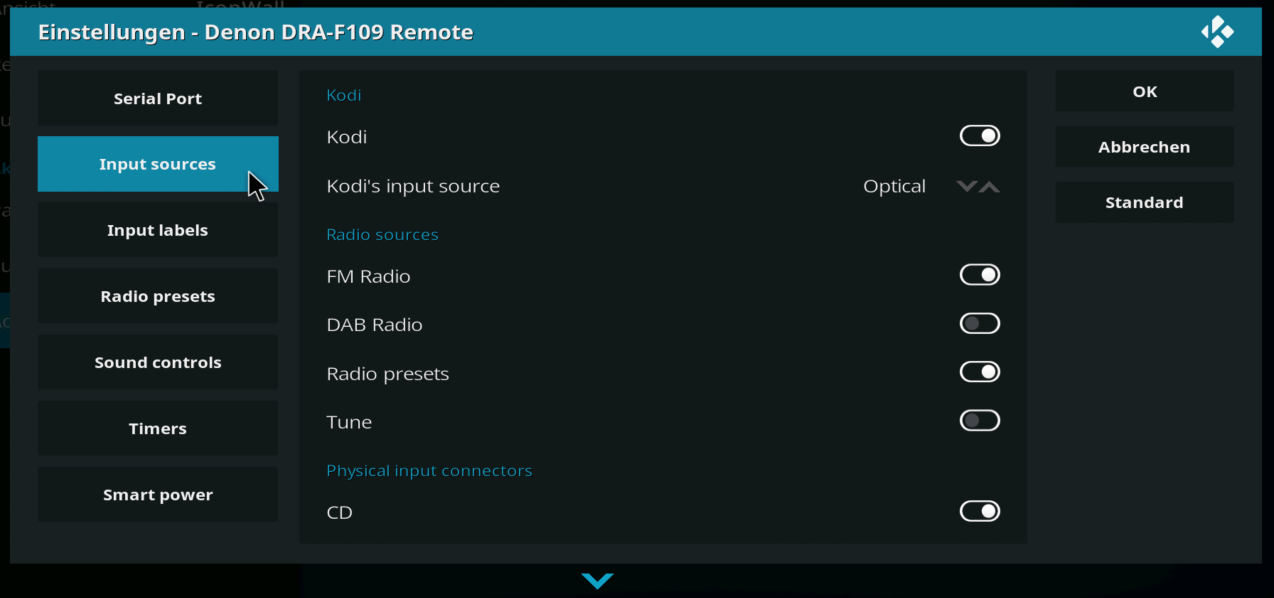 IconWall
Einstellungen - Denon DRA-F109 Remote
Serial Port
Input sources
Input labels
Radio presets
Sound controls
Timers
Smart power
Kodi
Kodi
Kodi's input source Optical
Radio sources
FM Radio
DAB Radio
Radio presets
Tune
Physical input connectors
CD
OK
Abbrechen
Standard